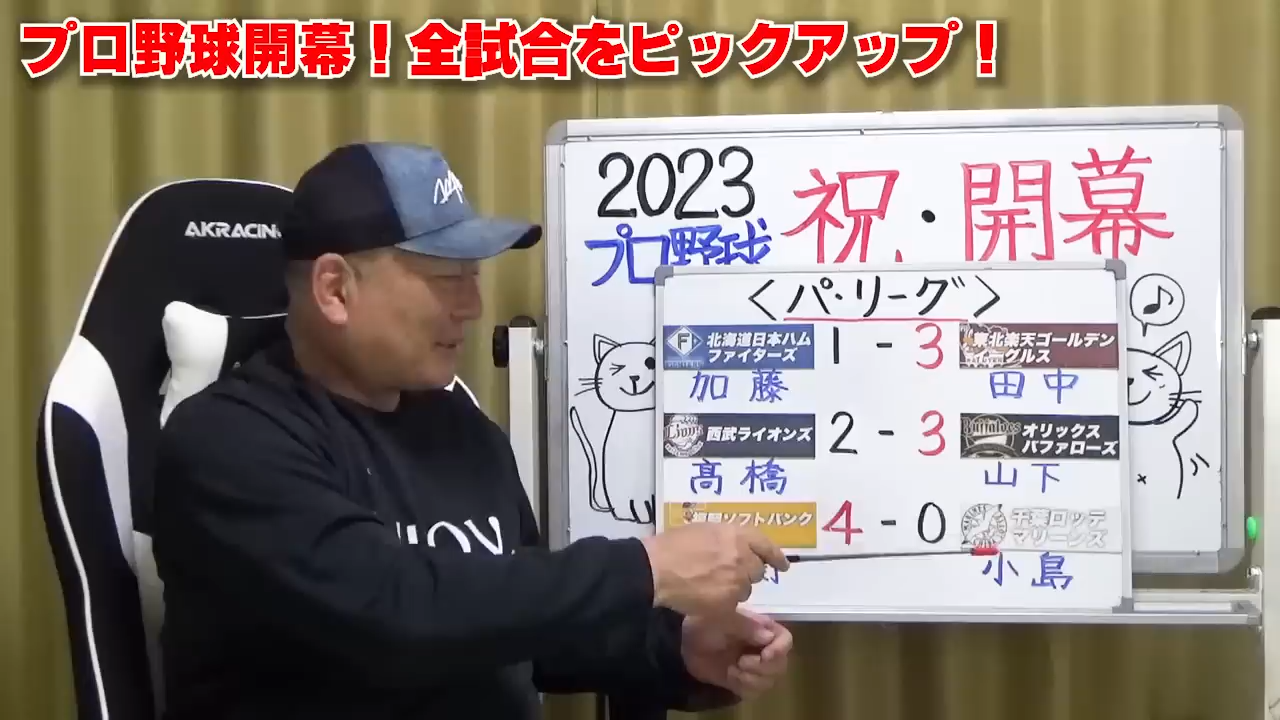 プロ野球開幕！全試合をピックアップ！
AKRACING
2023
プロ野球
祝・開幕
〈パ・リーグ〉
F
北海道日本ハム
ファイターズ
1 - 3
東北楽天ゴールデン
イーグルス
加藤
田中
Lions
西武ライオンズ
2 - 3
Buffaloes
オリックス
バファローズ
髙橋
山下
福岡ソフトバンク
4 - 0
千葉ロッテ
マリーンズ
小島